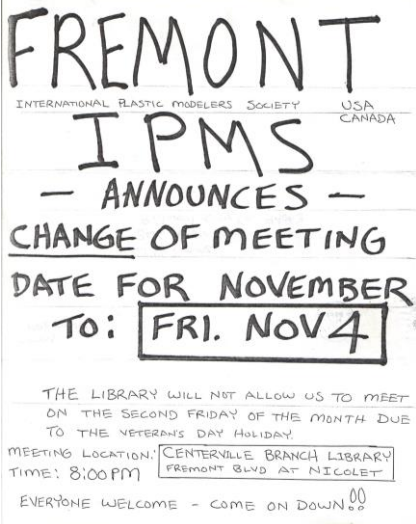 FREMONT
INTERNATIONAL PLASTIC MODELERS SOCIETY USA
CANADA
IPMS
- ANNOUNCES -
CHANGE OF MEETING
DATE FOR NOVEMBER
TO: FRI. NOV 4
THE LIBRARY WILL NOT ALLOW US TO MEET
ON THE SECOND FRIDAY OF THE MONTH DUE
TO THE VETERAN'S DAY HOLIDAY.
MEETING LOCATION: CENTERVILLE BRANCH LIBRARY
FREMONT BLVD AT NICOLET
TIME: 8:00 PM
EVERYONE WELCOME - COME ON DOWN!!